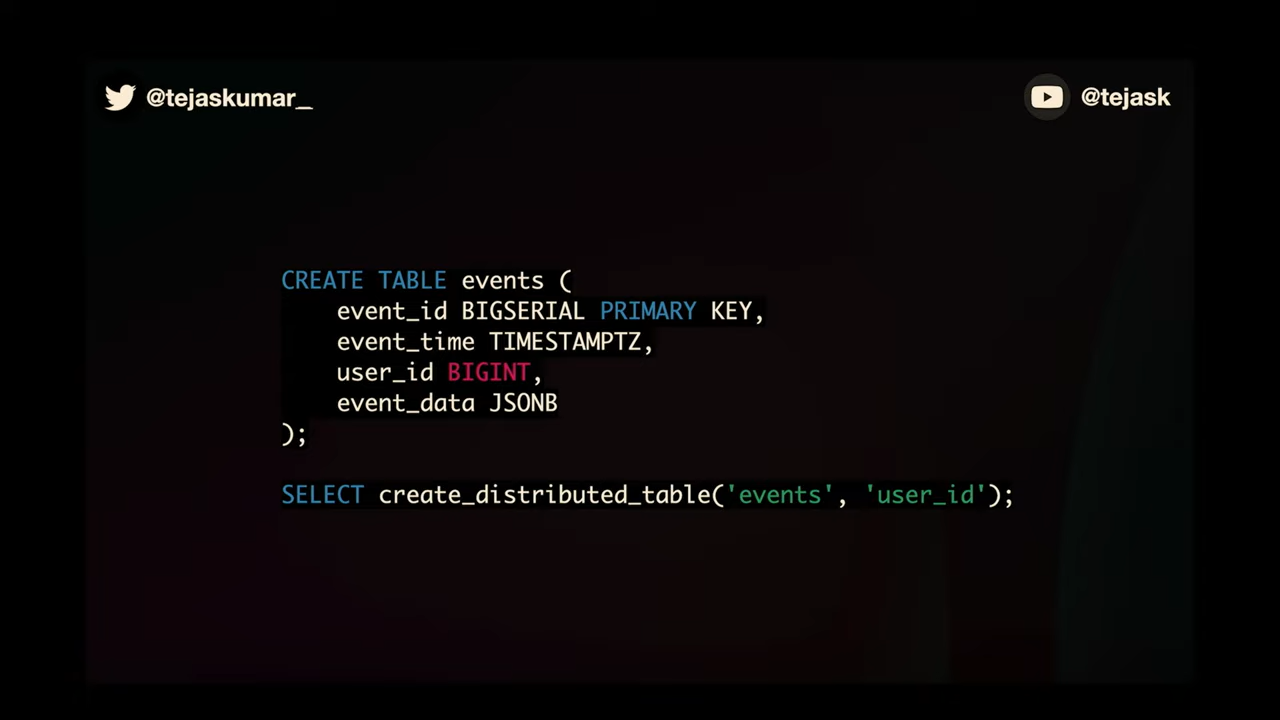 @tejaskumar_
@tejask
CREATE TABLE events (
    event_id BIGSERIAL PRIMARY KEY,
    event_time TIMESTAMPTZ,
    user_id BIGINT,
    event_data JSONB
);
SELECT create_distributed_table('events', 'user_id');